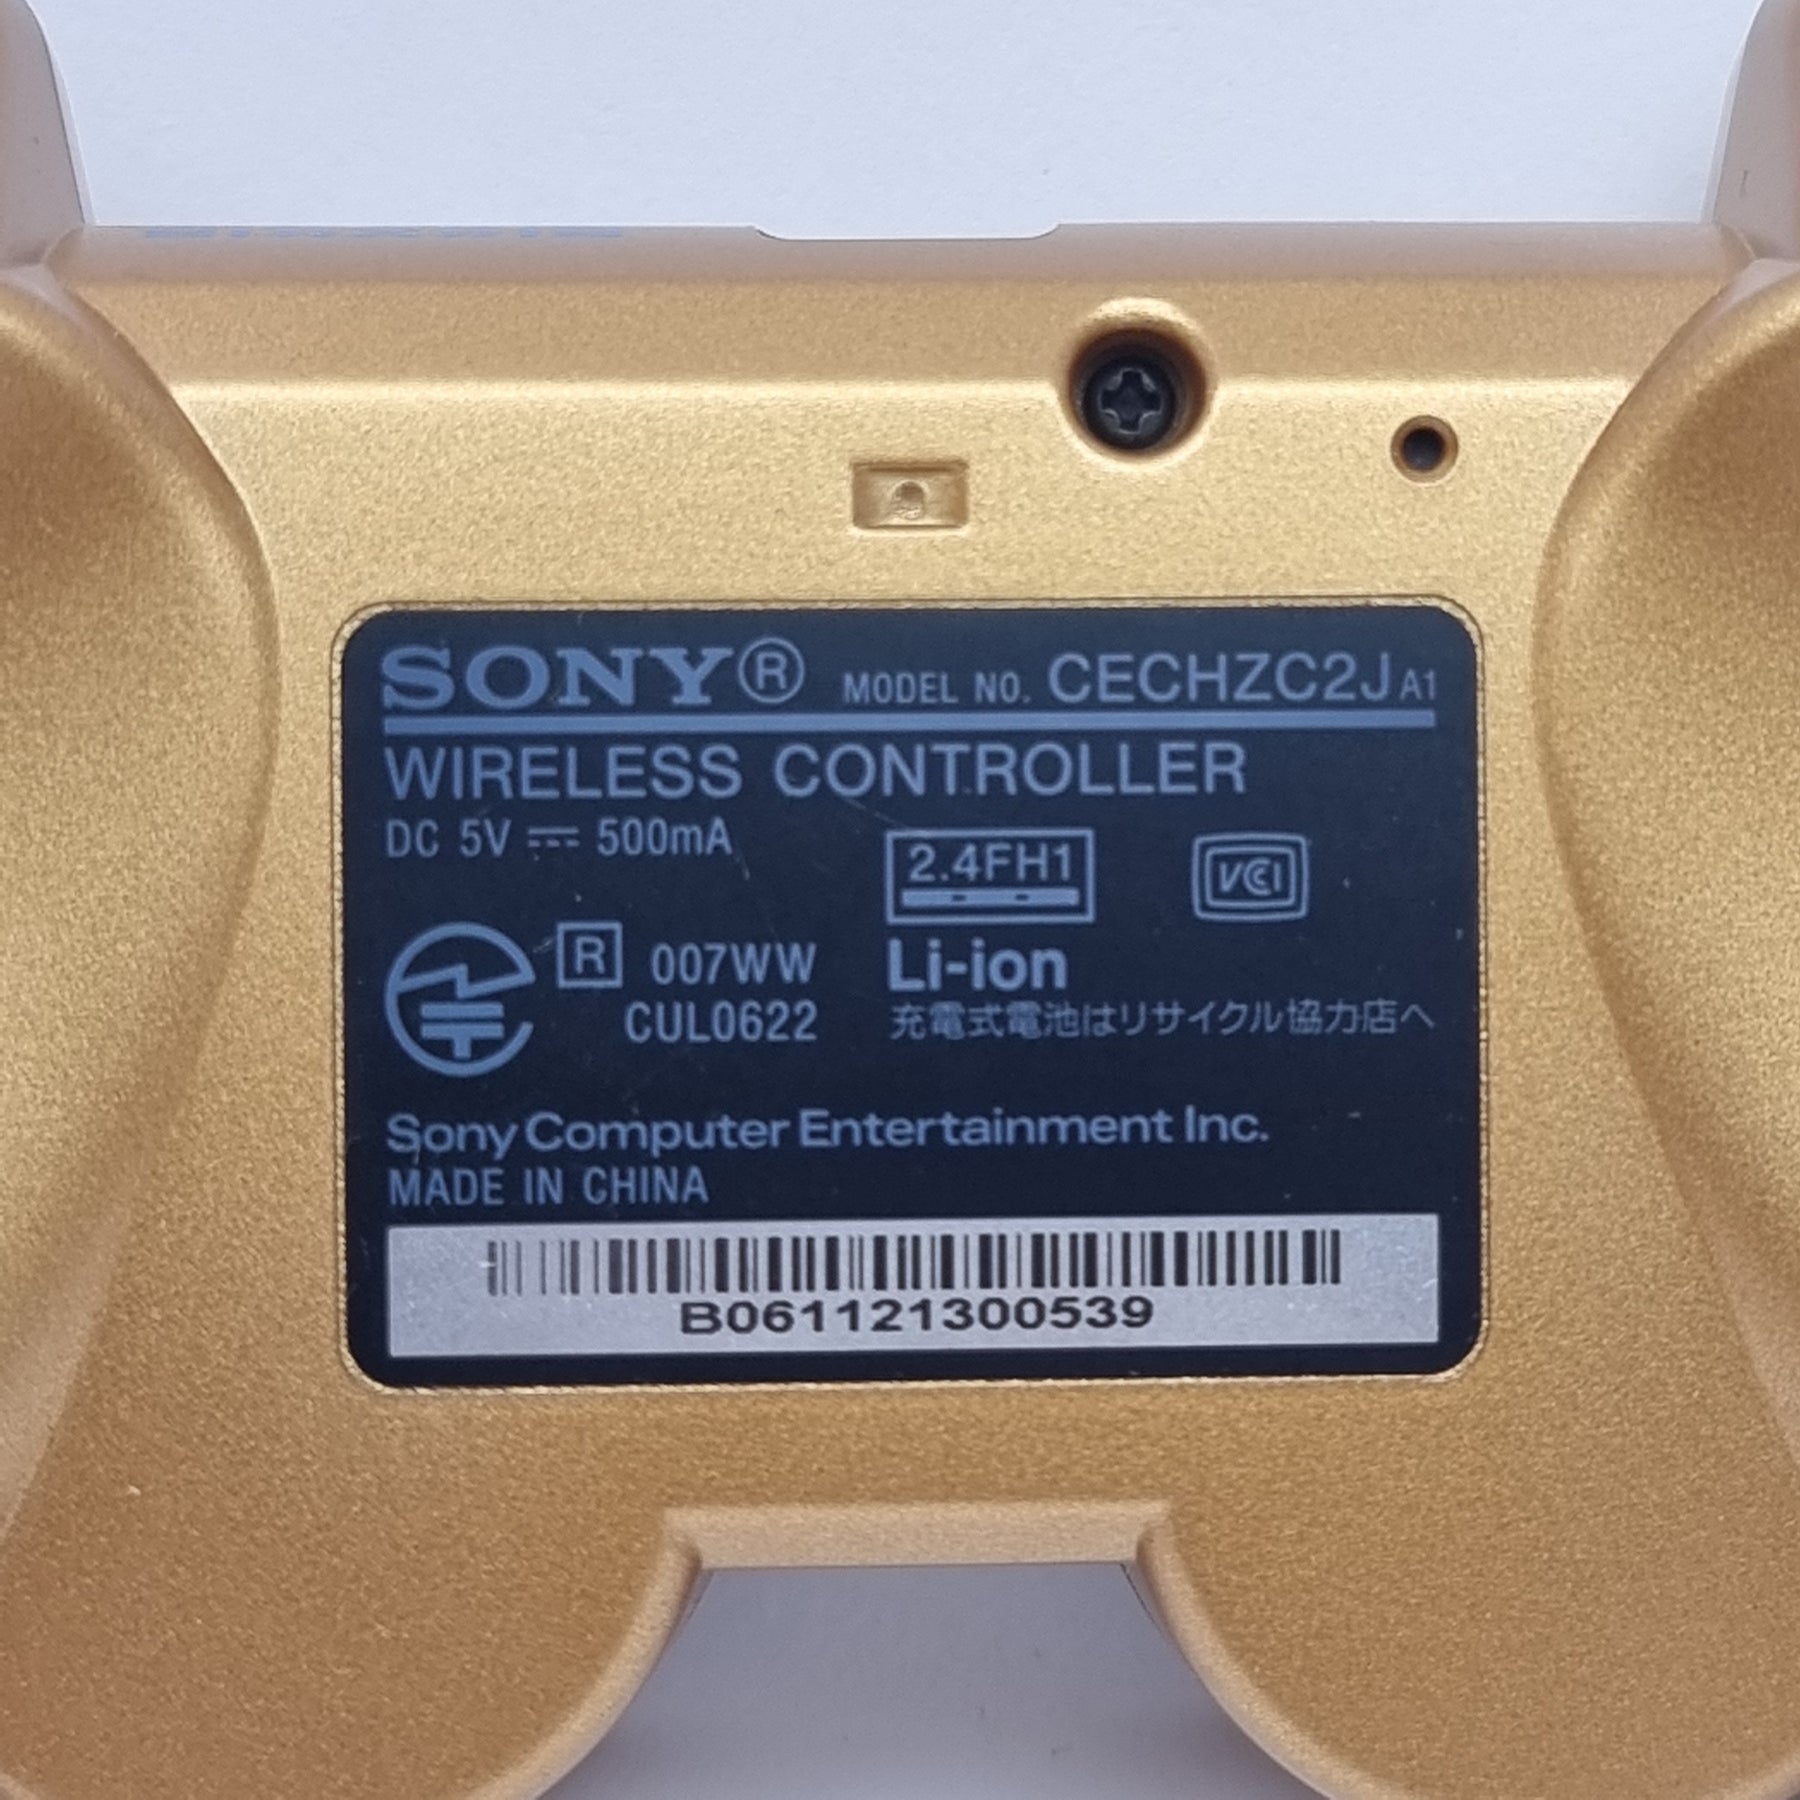 SONY® MODEL NO. CECHZC2J A1
WIRELESS CONTROLLER
DC 5V ⎓ 500mA
2.4FH1
VCI
R 007WW
CUL0622
Li-ion
充電式電池はリサイクル協力店へ
Sony Computer Entertainment Inc.
MADE IN CHINA
B061121300539